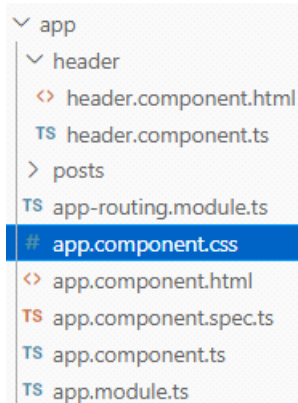 app
header
<> header.component.html
TS header.component.ts
posts
TS app-routing.module.ts
# app.component.css
<> app.component.html
TS app.component.spec.ts
TS app.component.ts
TS app.module.ts